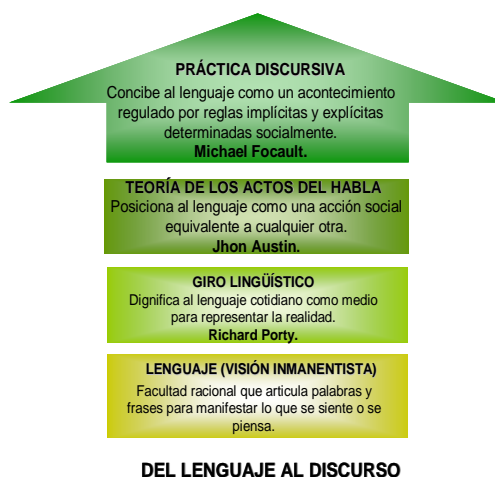 PRÁCTICA DISCURSIVA
Concibe al lenguaje como un acontecimiento
regulado por reglas implícitas y explícitas
determinadas socialmente.
Michael Focault.
TEORÍA DE LOS ACTOS DEL HABLA
Posiciona al lenguaje como una acción social
equivalente a cualquier otra.
Jhon Austin.
GIRO LINGÜÍSTICO
Dignifica al lenguaje cotidiano como medio
para representar la realidad.
Richard Porty.
LENGUAJE (VISIÓN INMANENTISTA)
Facultad racional que articula palabras y
frases para manifestar lo que se siente o se
piensa.
DEL LENGUAJE AL DISCURSO